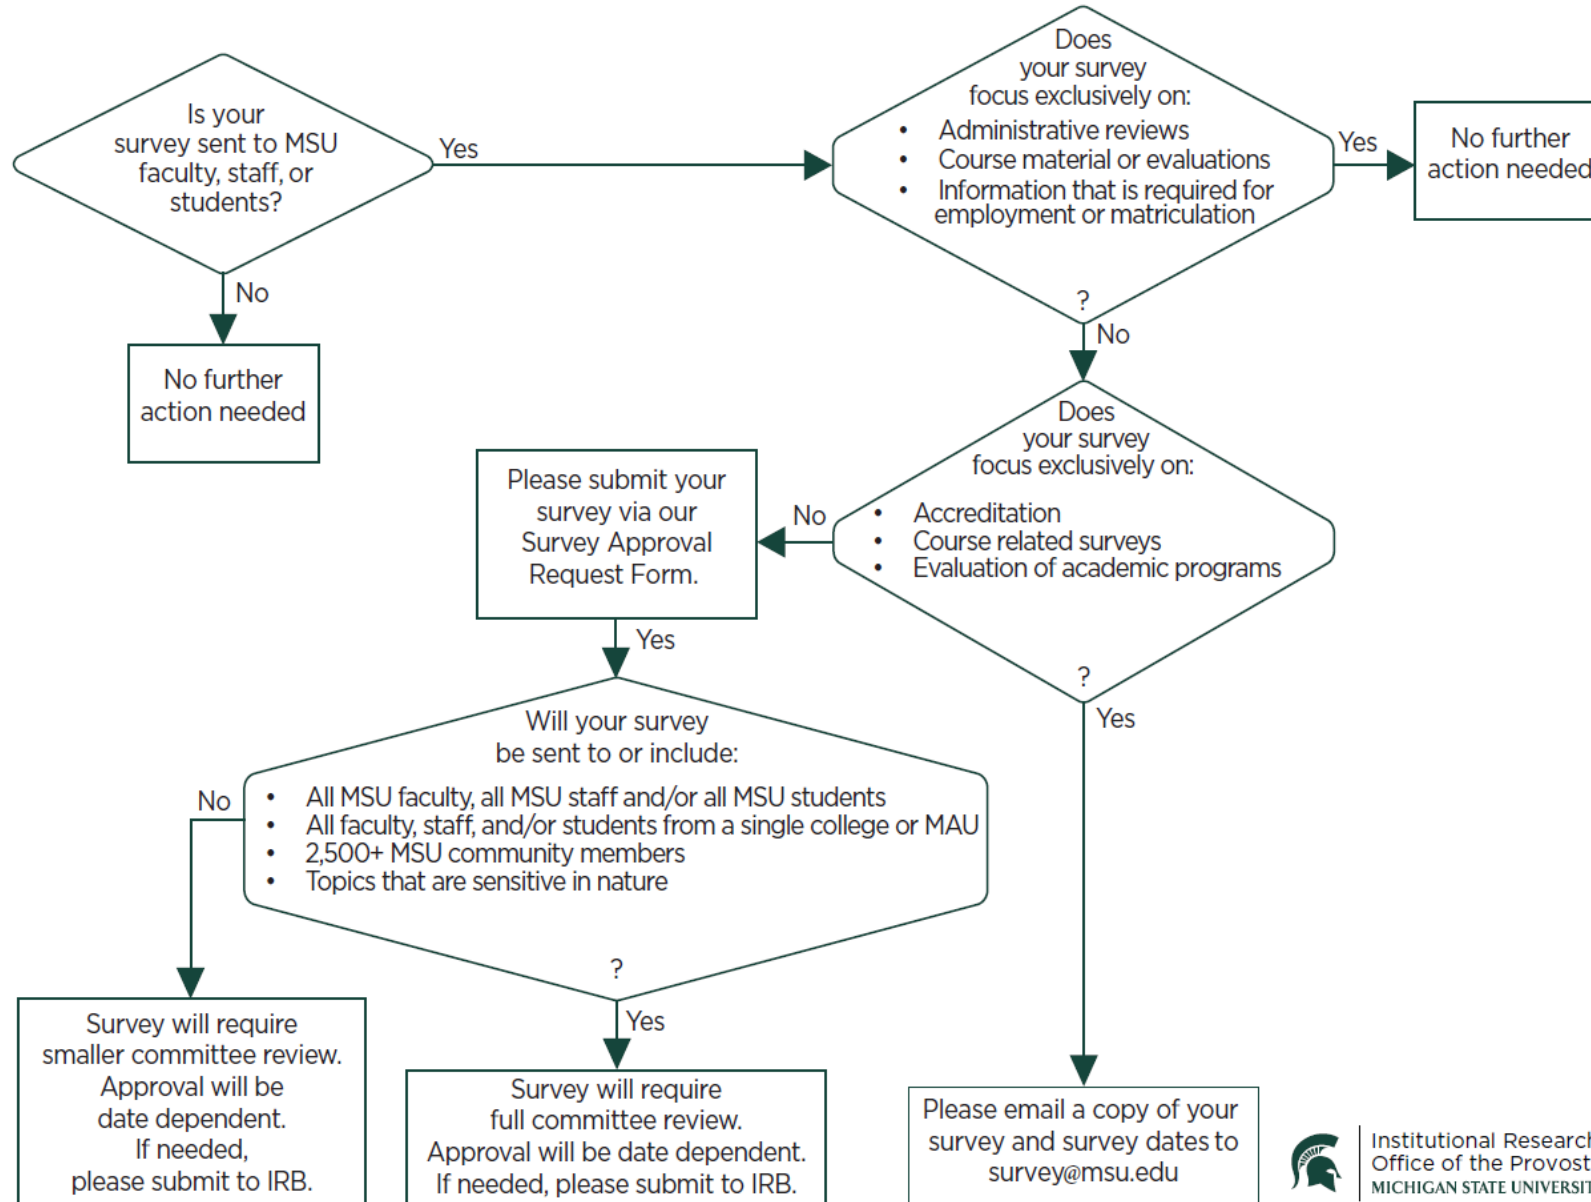 Is your
survey sent to MSU
faculty, staff, or
students?
Yes
No
No further
action needed
Does
your survey
focus exclusively on:
• Administrative reviews
• Course material or evaluations
• Information that is required for
employment or matriculation
?
Yes
No further
action needed
No
Does
your survey
focus exclusively on:
• Accreditation
• Course related surveys
• Evaluation of academic programs
?
No
Please submit your
survey via our
Survey Approval
Request Form.
Yes
Will your survey
be sent to or include:
• All MSU faculty, all MSU staff and/or all MSU students
• All faculty, staff, and/or students from a single college or MAU
• 2,500+ MSU community members
• Topics that are sensitive in nature
?
No
Survey will require
smaller committee review.
Approval will be
date dependent.
If needed,
please submit to IRB.
Yes
Survey will require
full committee review.
Approval will be date dependent.
If needed, please submit to IRB.
Yes
Please email a copy of your
survey and survey dates to
survey@msu.edu
Institutional Research
Office of the Provost
MICHIGAN STATE UNIVERSIT